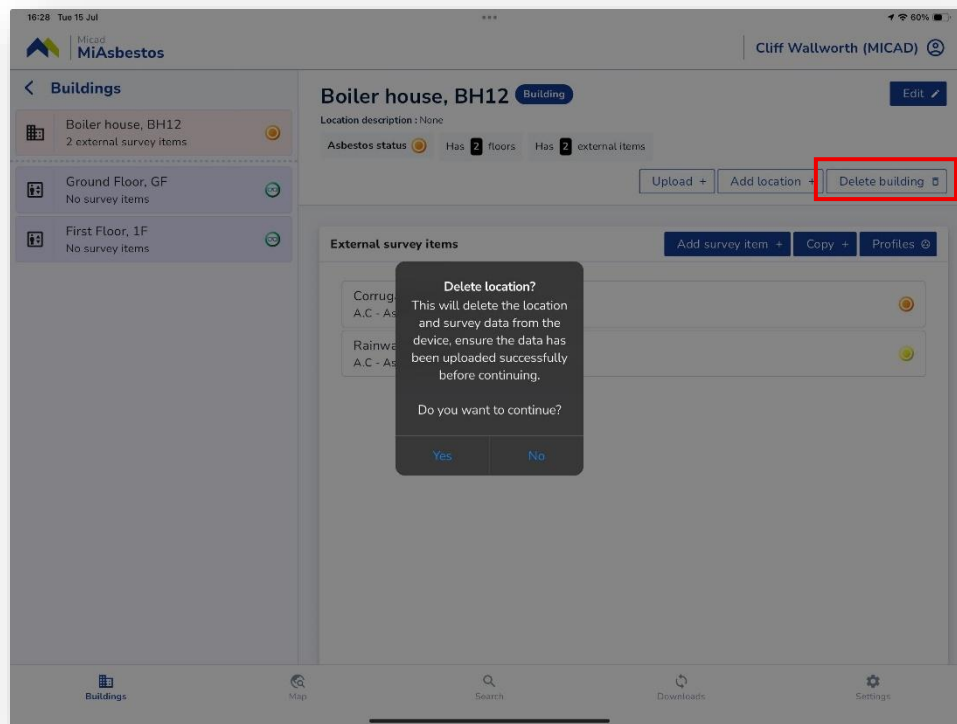 16:28 Tue 15 Jul
60%
Micad
MiAsbestos
Cliff Wallworth (MICAD)
Buildings
Boiler house, BH12
2 external survey items
Ground Floor, GF
No survey items
First Floor, 1F
No survey items
Boiler house, BH12 Building
Edit
Location description : None
Asbestos status Has 2 floors Has 2 external items
Upload + Add location + Delete building
External survey items
Add survey item + Copy + Profiles
A.C - As
A.C - As
Delete location?
This will delete the location
and survey data from the
device, ensure the data has
been uploaded successfully
before continuing.
Do you want to continue?
Yes No
Buildings Map Search Downloads Settings